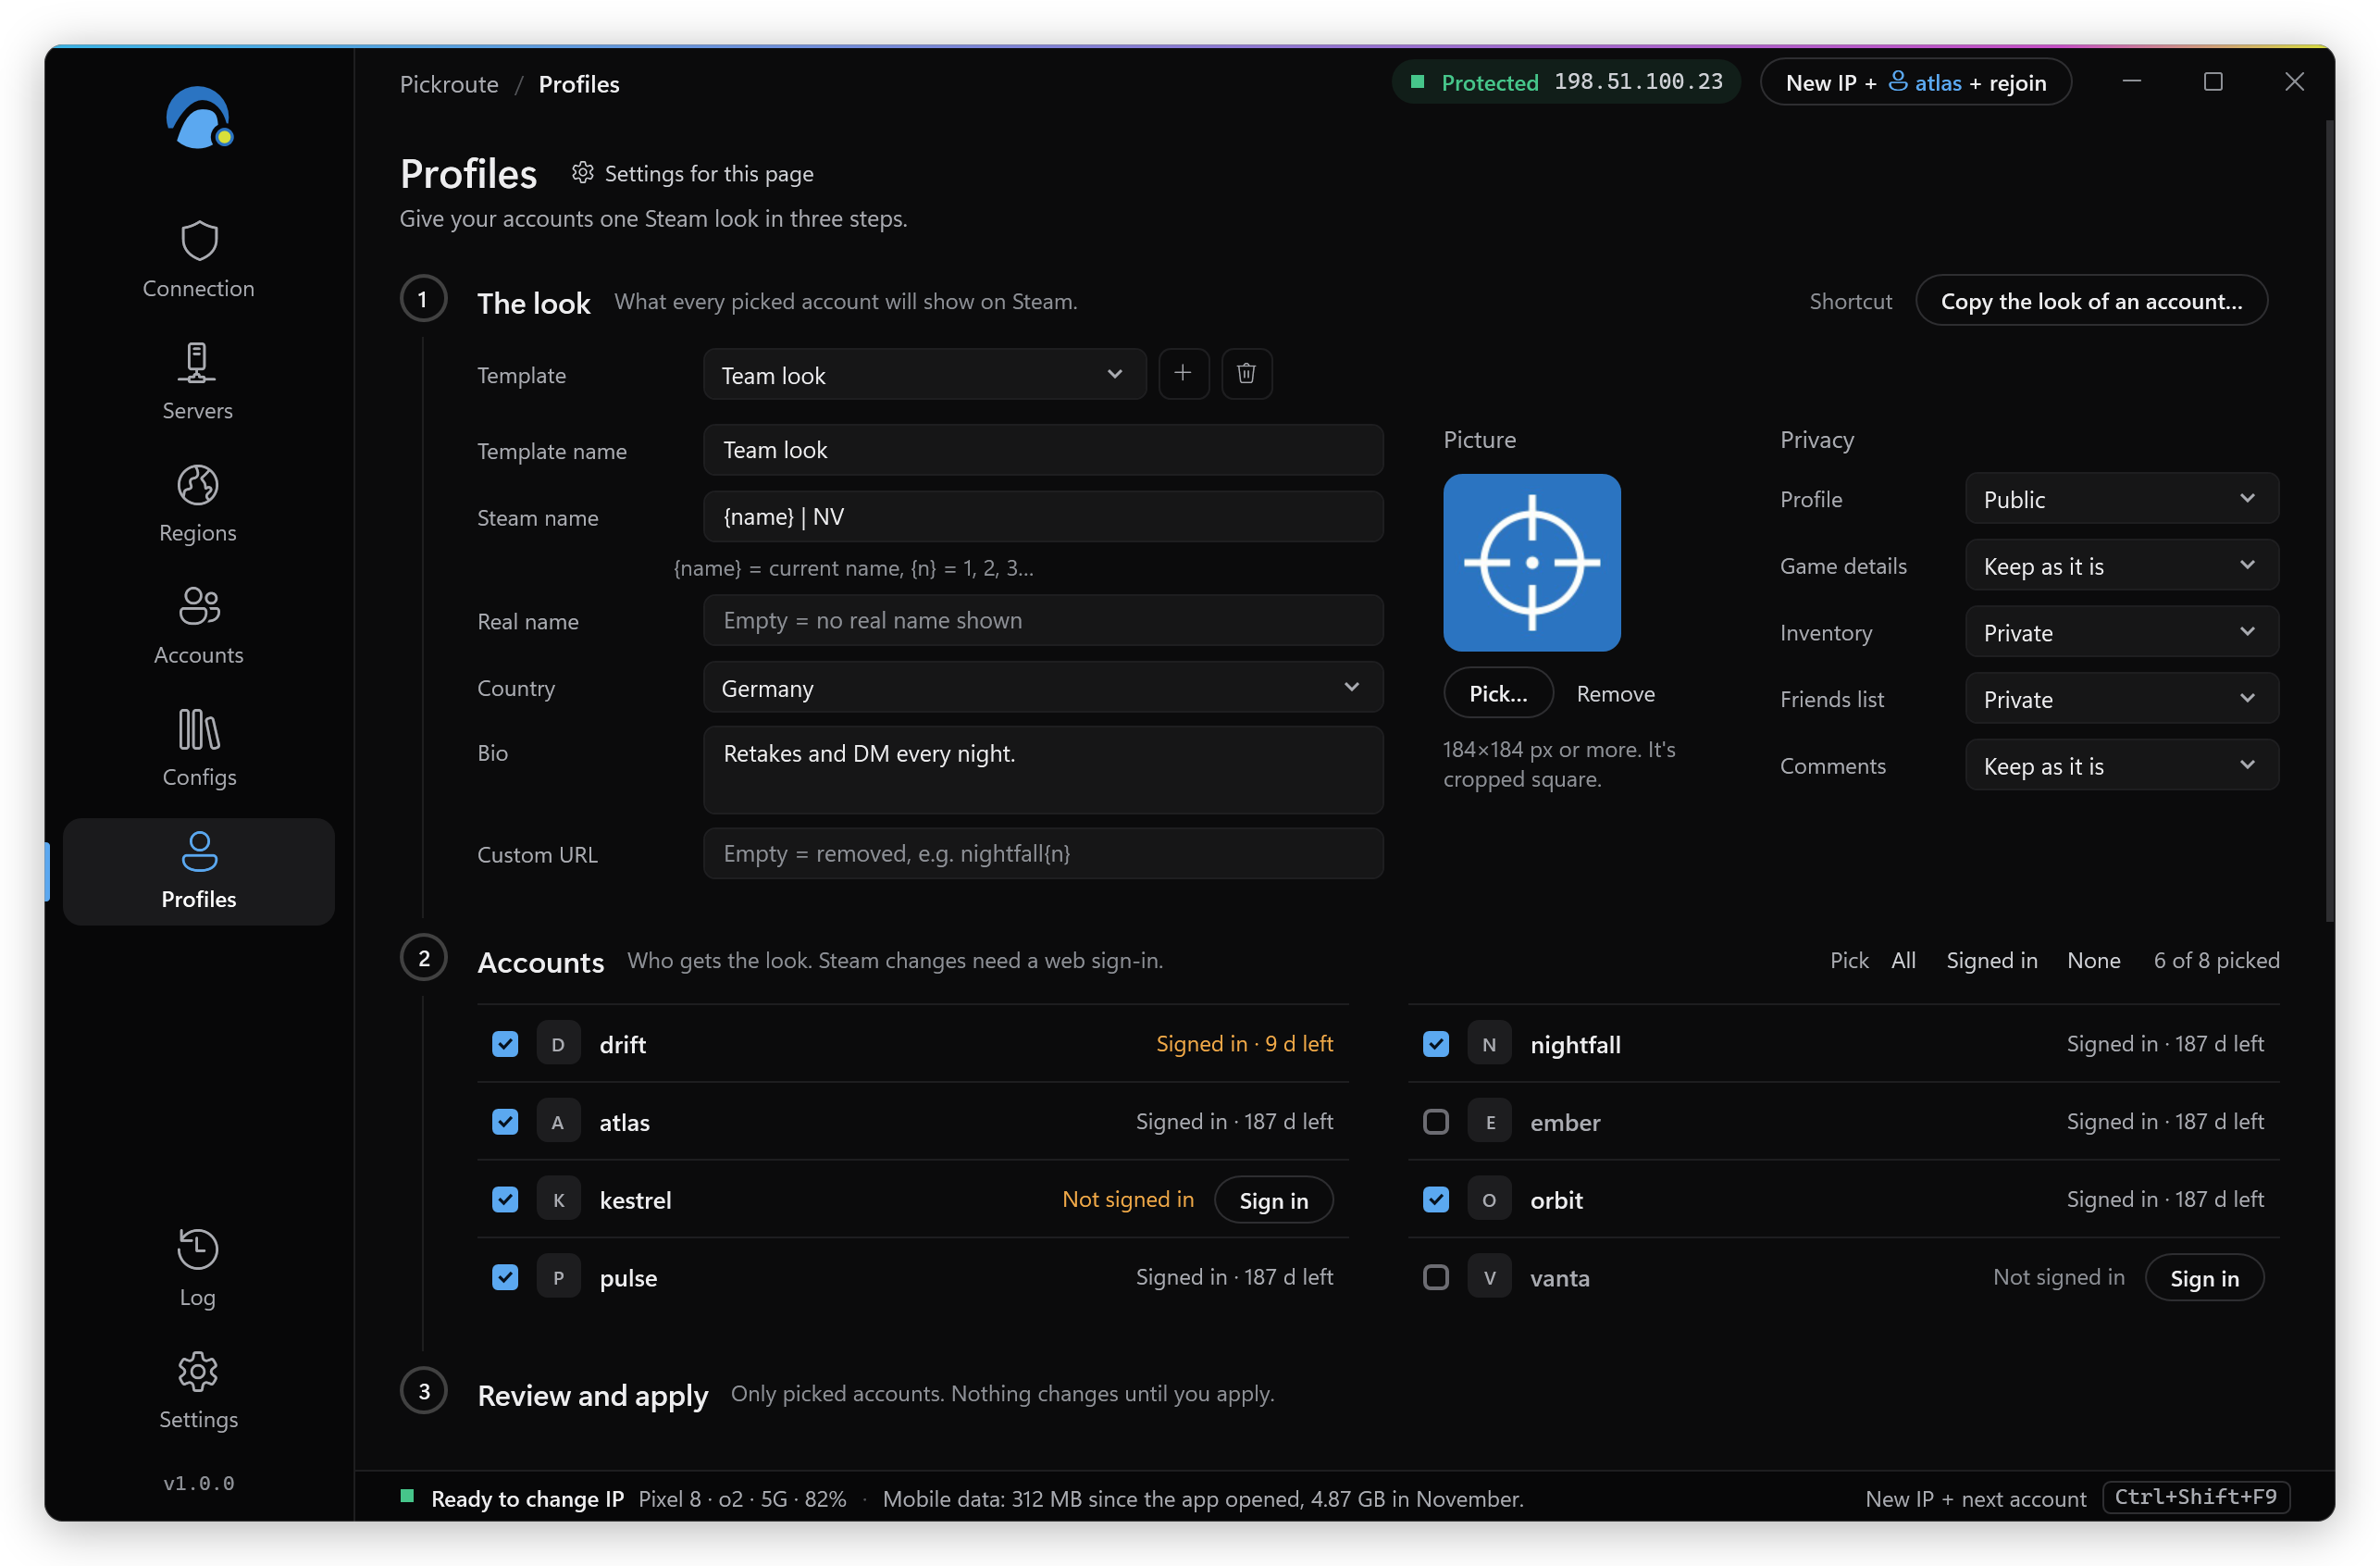 Pickroute / Profiles
Protected 198.51.100.23
New IP + atlas + rejoin
Connection
Servers
Regions
Accounts
Configs
Profiles
Log
Settings
v1.0.0
Profiles Settings for this page
Give your accounts one Steam look in three steps.
1 The look What every picked account will show on Steam.
Shortcut Copy the look of an account...
Template Team look
Template name Team look
Steam name {name} | NV
{name} = current name, {n} = 1, 2, 3...
Real name Empty = no real name shown
Country Germany
Bio Retakes and DM every night.
Custom URL Empty = removed, e.g. nightfall{n}
Picture
Pick... Remove
184×184 px or more. It's
cropped square.
Privacy
Profile Public
Game details Keep as it is
Inventory Private
Friends list Private
Comments Keep as it is
2 Accounts Who gets the look. Steam changes need a web sign-in.
Pick All Signed in None 6 of 8 picked
D drift Signed in · 9 d left
N nightfall Signed in · 187 d left
A atlas Signed in · 187 d left
E ember Signed in · 187 d left
K kestrel Not signed in Sign in
O orbit Signed in · 187 d left
P pulse Signed in · 187 d left
V vanta Not signed in Sign in
3 Review and apply Only picked accounts. Nothing changes until you apply.
Ready to change IP Pixel 8 · o2 · 5G · 82% · Mobile data: 312 MB since the app opened, 4.87 GB in November.
New IP + next account Ctrl+Shift+F9